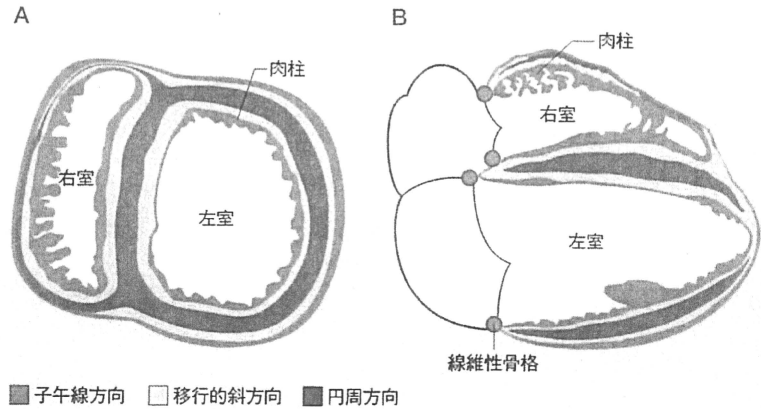 A
B
肉柱
肉柱
右室
右室
左室
左室
線維性骨格
子午線方向 移行的斜方向 円周方向